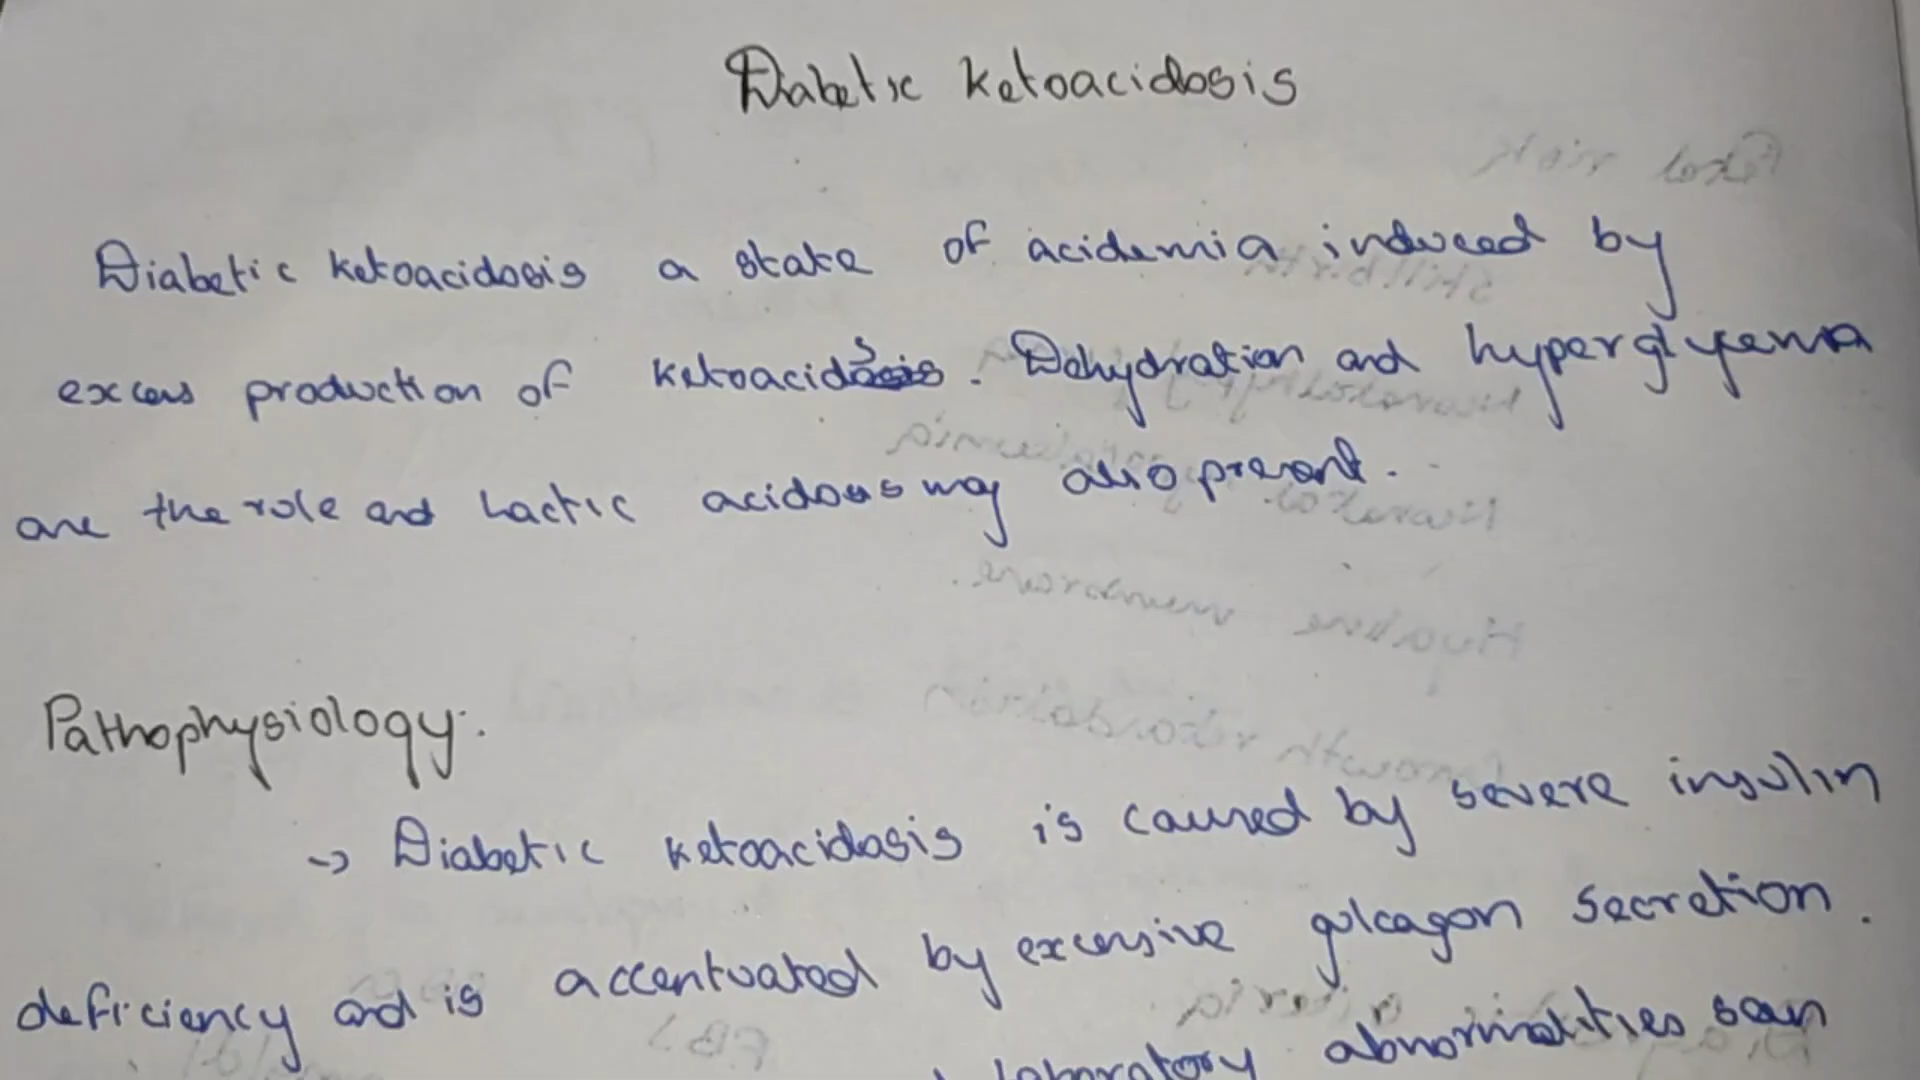 Diabetic ketoacidosis
Diabetic ketoacidosis a state of acidemia induced by
excess production of ketoacids. Dehydration and hyperglycemia
are the role and Lactic acidosis may also present.
Pathophysiology:
→ Diabetic ketoacidosis is caused by severe insulin
deficiency and is accentuated by excessive gulcagon secretion.
laboratory abnormalities seen